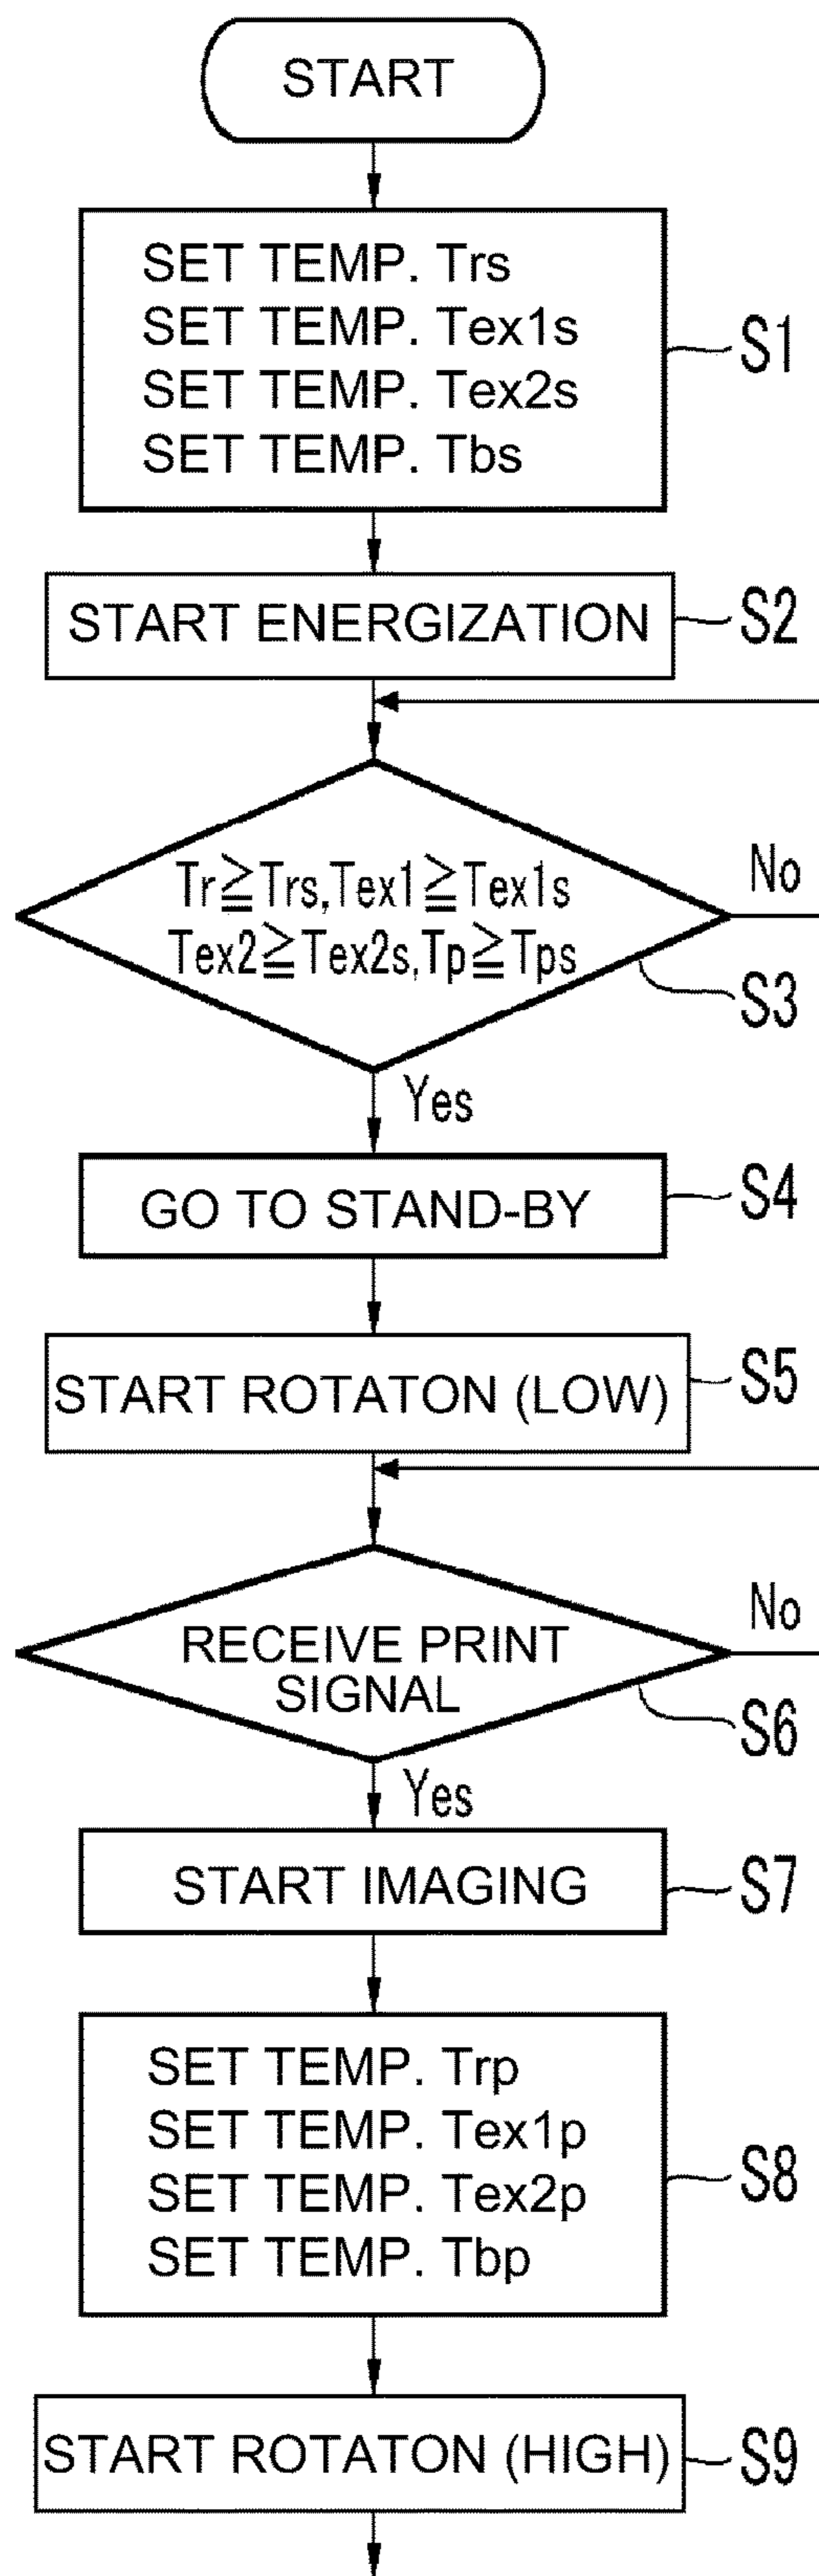 START
SET TEMP. Trs
SET TEMP. Tex1s
SET TEMP. Tex2s
SET TEMP. Tbs
S1
START ENERGIZATION
S2
Tr≧Trs,Tex1≧Tex1s
Tex2≧Tex2s,Tp≧Tps
No
S3
Yes
GO TO STAND-BY
S4
START ROTATON (LOW)
S5
RECEIVE PRINT
SIGNAL
No
S6
Yes
START IMAGING
S7
SET TEMP. Trp
SET TEMP. Tex1p
SET TEMP. Tex2p
SET TEMP. Tbp
S8
START ROTATON (HIGH)
S9